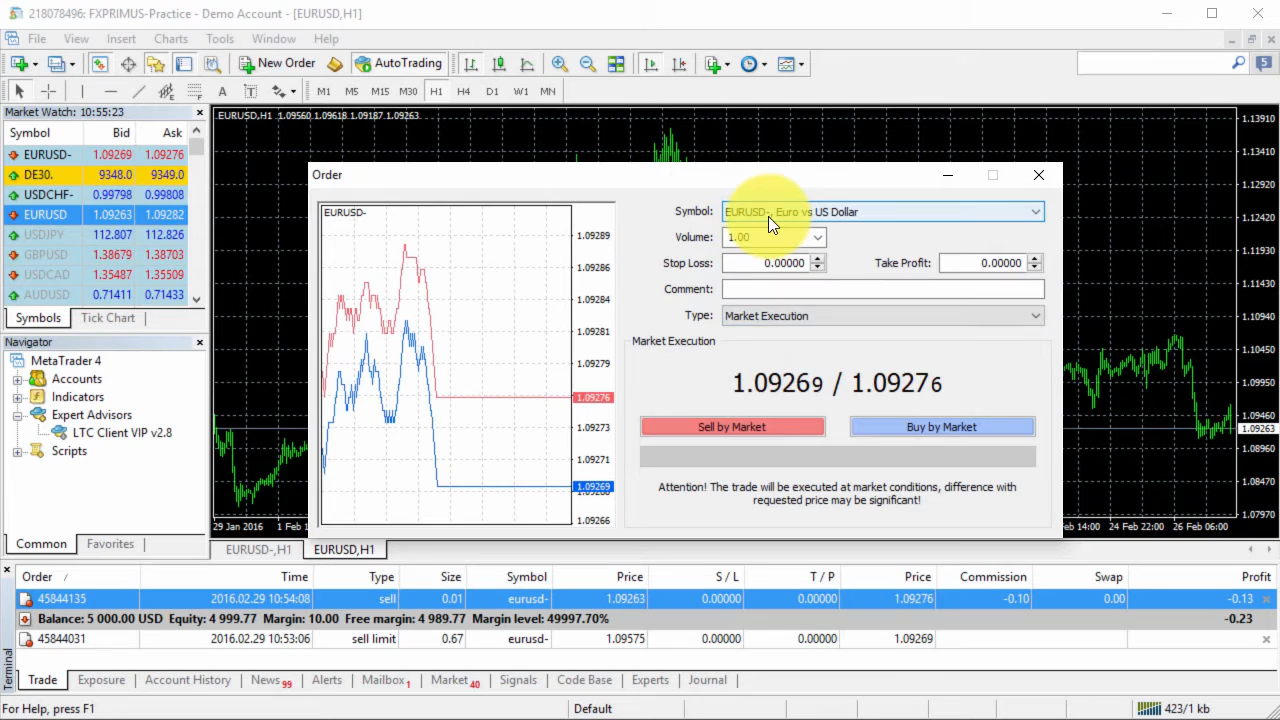 218078496: FXPRIMUS-Practice - Demo Account - [EURUSD,H1]
File View Insert Charts Tools Window Help
New Order AutoTrading 5
A T M1 M5 M15 M30 H1 H4 D1 W1 MN
Market Watch: 10:55:23
Symbol Bid Ask
EURUSD- 1.09269 1.09276
DE30. 9348.0 9349.0
USDCHF- 0.99798 0.99808
EURUSD 1.09263 1.09282
USDJPY 112.807 112.826
GBPUSD 1.38679 1.38703
USDCAD 1.35487 1.35509
AUDUSD 0.71411 0.71433
Symbols Tick Chart
Navigator
MetaTrader 4
Accounts
Indicators
Expert Advisors
LTC Client VIP v2.8
Scripts
Common Favorites
EURUSD,H1 1.09560 1.09618 1.09187 1.09263
1.13910
1.13410
1.12920
1.12430
1.11930
1.11430
1.10940
1.10450
1.09950
1.09460
1.09263
1.08960
1.08470
1.07970
29 Jan 2016 1 Feb 1 eb 14:00 24 Feb 22:00 26 Feb 06:00
EURUSD-,H1 EURUSD,H1
Order
EURUSD-
1.09289
1.09286
1.09284
1.09281
1.09279
1.09276
1.09273
1.09271
1.09269
1.09266
Symbol: EURUSD-, Euro vs US Dollar
Volume: 1.00
Stop Loss: 0.00000 Take Profit: 0.00000
Comment:
Type: Market Execution
Market Execution
1.09269 / 1.09276
Sell by Market Buy by Market
Attention! The trade will be executed at market conditions, difference with
requested price may be significant!
Order / Time Type Size Symbol Price S / L T / P Price Commission Swap Profit
45844135 2016.02.29 10:54:08 sell 0.01 eurusd- 1.09263 0.00000 0.00000 1.09276 -0.10 0.00 -0.13
Balance: 5 000.00 USD Equity: 4 999.77 Margin: 10.00 Free margin: 4 989.77 Margin level: 49997.70% -0.23
45844031 2016.02.29 10:53:06 sell limit 0.67 eurusd- 1.09575 0.00000 0.00000 1.09269
Terminal
Trade Exposure Account History News 99 Alerts Mailbox 1 Market 40 Signals Code Base Experts Journal
For Help, press F1 Default 423/1 kb